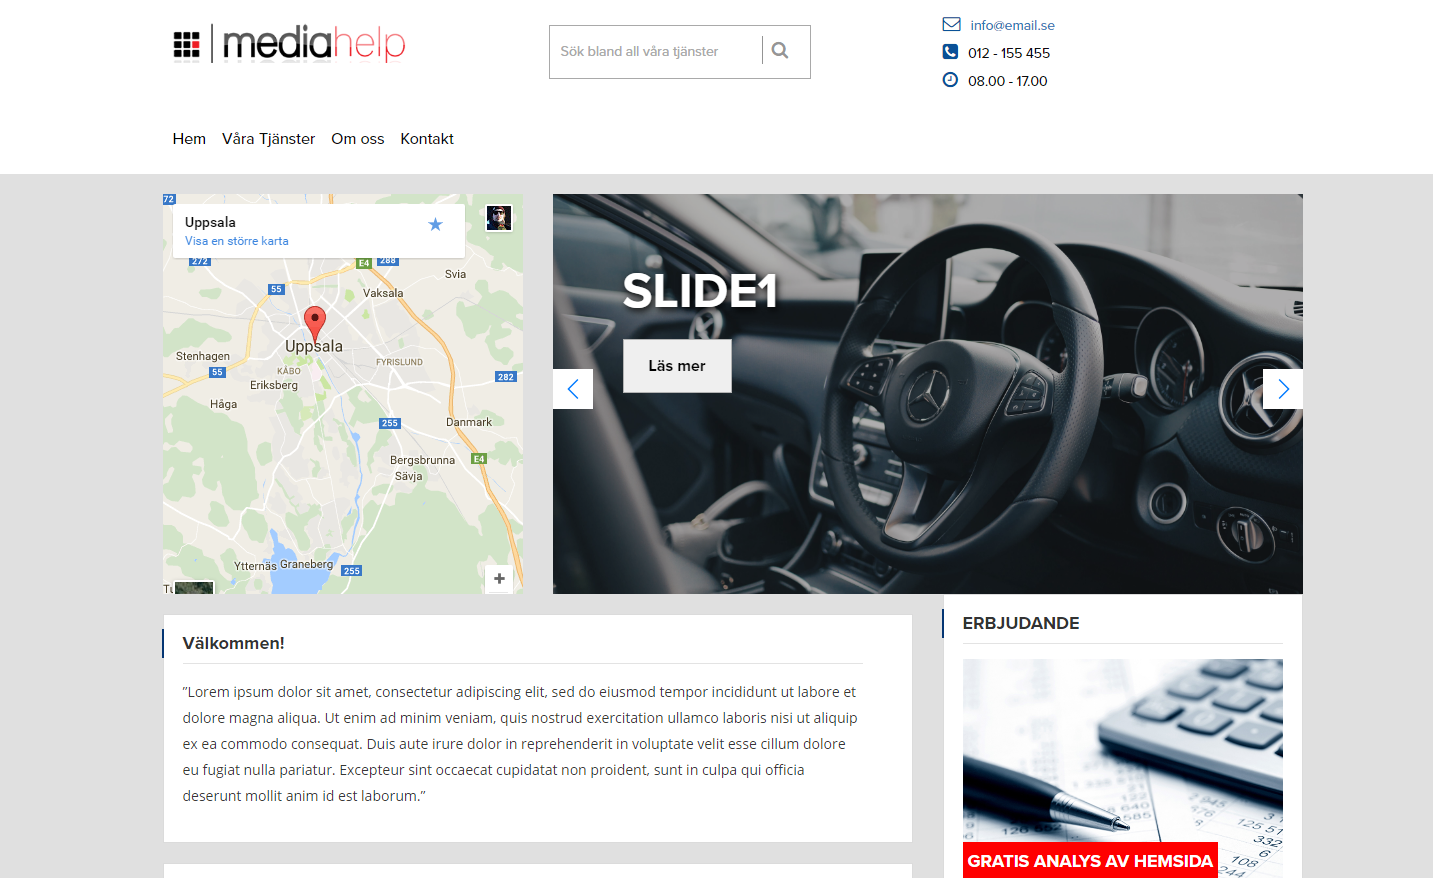 mediahelp
Sök bland all våra tjänster
info@email.se
012 - 155 455
08.00 - 17.00
Hem Våra Tjänster Om oss Kontakt
72
Uppsala
Visa en större karta
272
E4
288
Svia
55
Vaksala
Uppsala
Stenhagen
FYRISLUND
KÅBO
55
Eriksberg
282
Håga
255
Danmark
Bergsbrunna
E4
Sävja
Ytternäs
Graneberg
255
+
SLIDE1
Läs mer
Välkommen!
”Lorem ipsum dolor sit amet, consectetur adipiscing elit, sed do eiusmod tempor incididunt ut labore et
dolore magna aliqua. Ut enim ad minim veniam, quis nostrud exercitation ullamco laboris nisi ut aliquip
ex ea commodo consequat. Duis aute irure dolor in reprehenderit in voluptate velit esse cillum dolore
eu fugiat nulla pariatur. Excepteur sint occaecat cupidatat non proident, sunt in culpa qui officia
deserunt mollit anim id est laborum.”
ERBJUDANDE
GRATIS ANALYS AV HEMSIDA